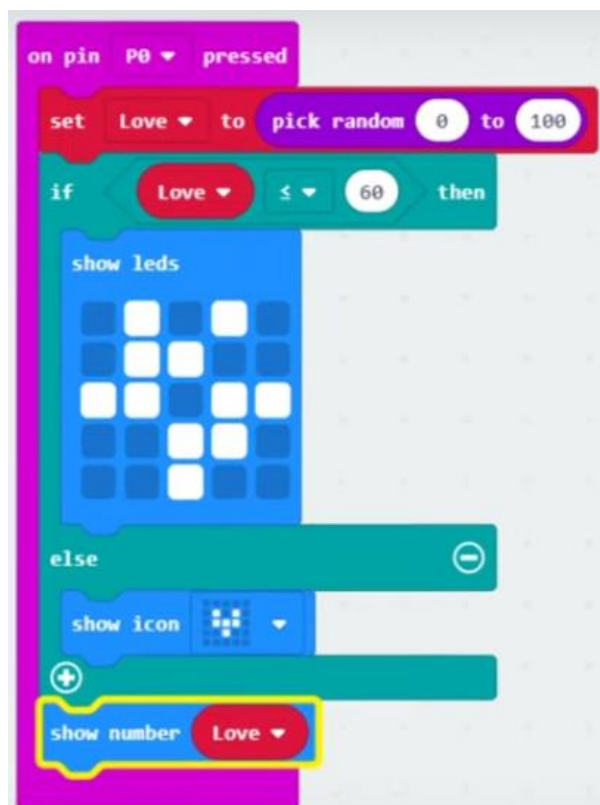 on pin P0 pressed
set Love to pick random 0 to 100
if Love ≤ 60 then
show leds
else
show icon
show number Love